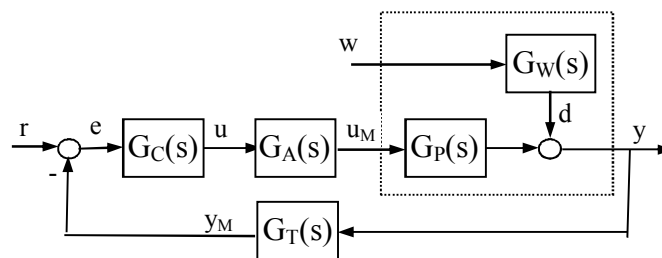 w
G_W(s)
r
e
G_C(s)
u
G_A(s)
u_M
G_P(s)
d
y
-
y_M
G_T(s)